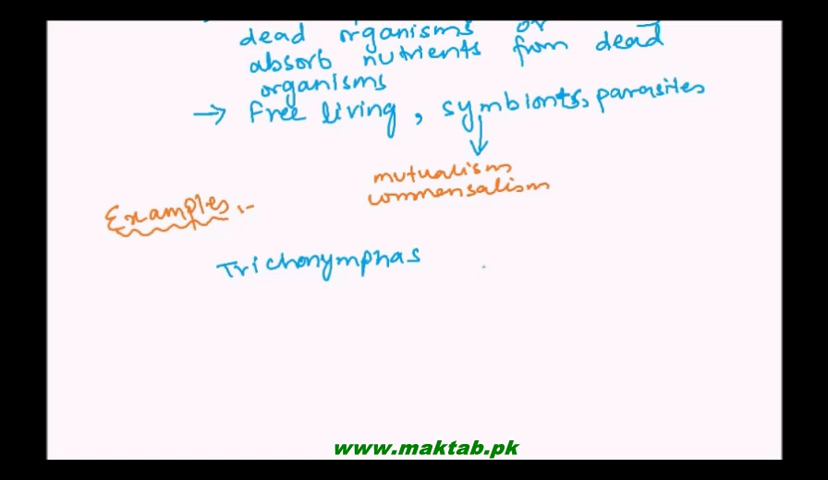 dead organisms or
absorb nutrients from dead
organisms
→ Free living, symbionts, parasites
mutualism
commensalism
Examples:-
Trichonymphas
www.maktab.pk